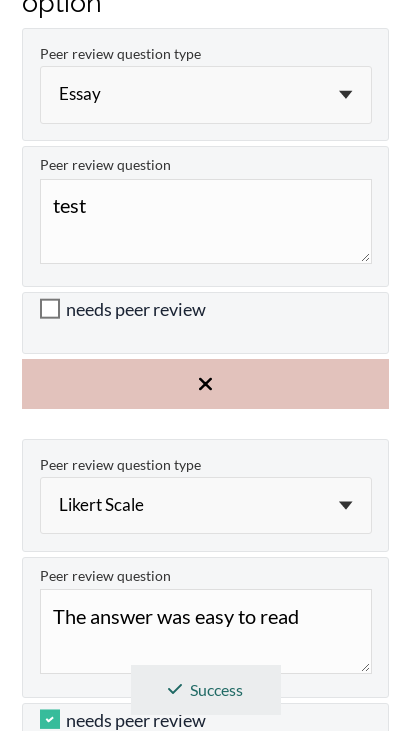 option
Peer review question type
Essay
Peer review question
test
needs peer review
Peer review question type
Likert Scale
Peer review question
The answer was easy to read
Success
needs peer review